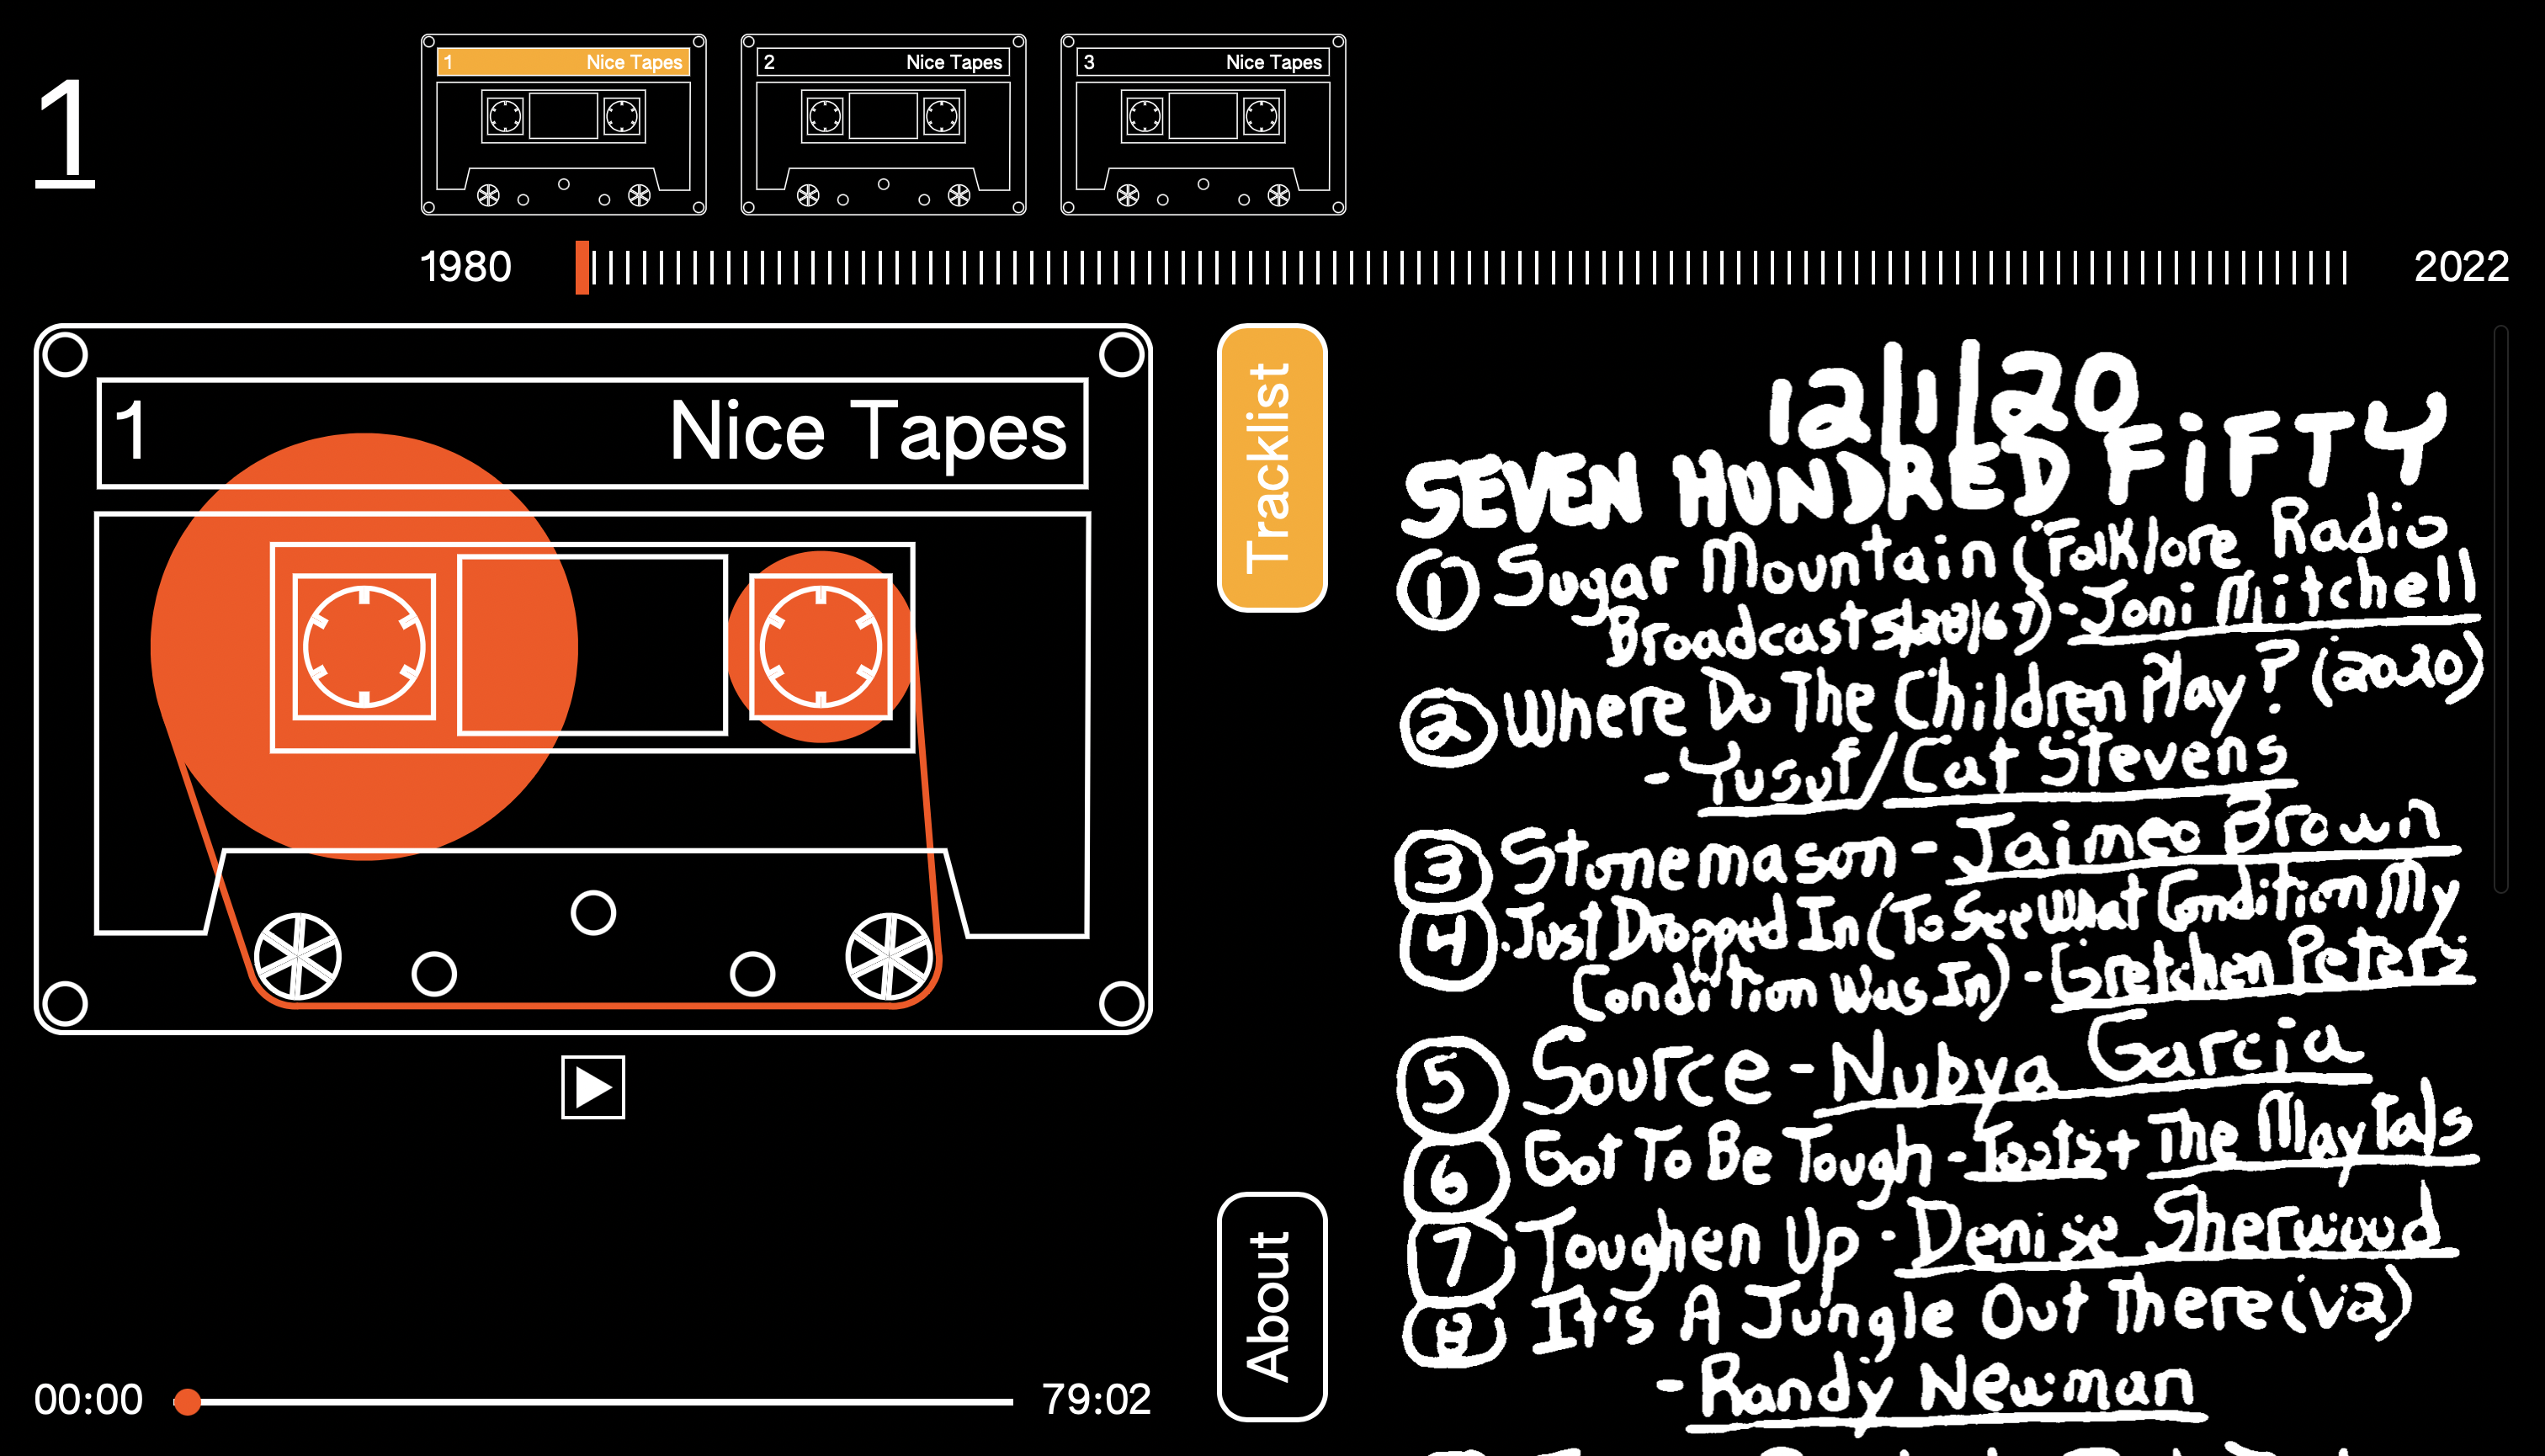 1
1 Nice Tapes
2 Nice Tapes
3 Nice Tapes
1980
2022
1 Nice Tapes
00:00
79:02
Tracklist
About
12/1/20
SEVEN HUNDRED FiFTY
① Sugar Mountain (Folklore Radio
Broadcast 5/28/67) - Joni Mitchell
② Where Do The Children Play? (2020)
- Yusuf/Cat Stevens
③ Stonemason - Jaimeo Brown
④ Just Dropped In (To See What Condition My
Condition Was In) - Gretchen Peters
⑤ Source - Nubya Garcia
⑥ Got To Be Tough - Toots + The Maytals
⑦ Toughen Up - Denise Sherwood
⑧ It's A Jungle Out There (v2)
- Randy Newman